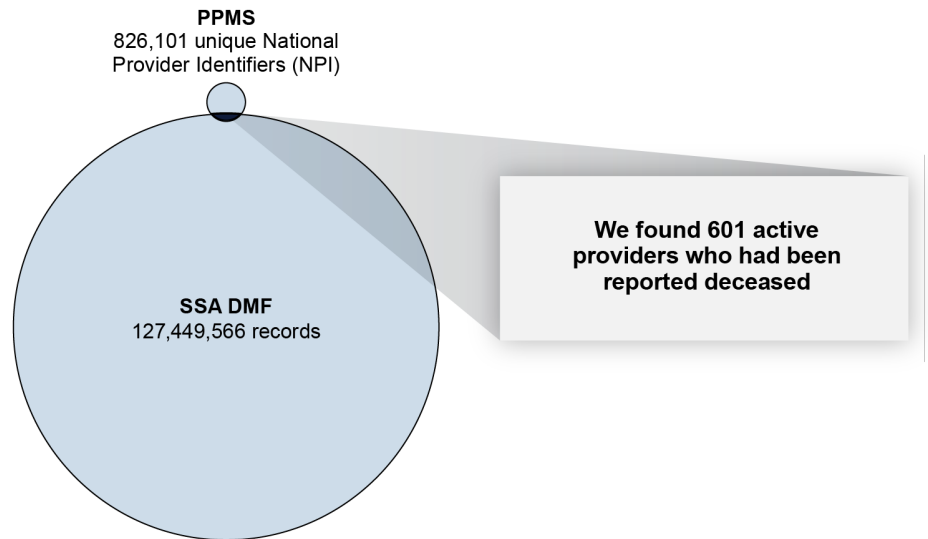 PPMS
826,101 unique National
Provider Identifiers (NPI)
SSA DMF
127,449,566 records
We found 601 active
providers who had been
reported deceased